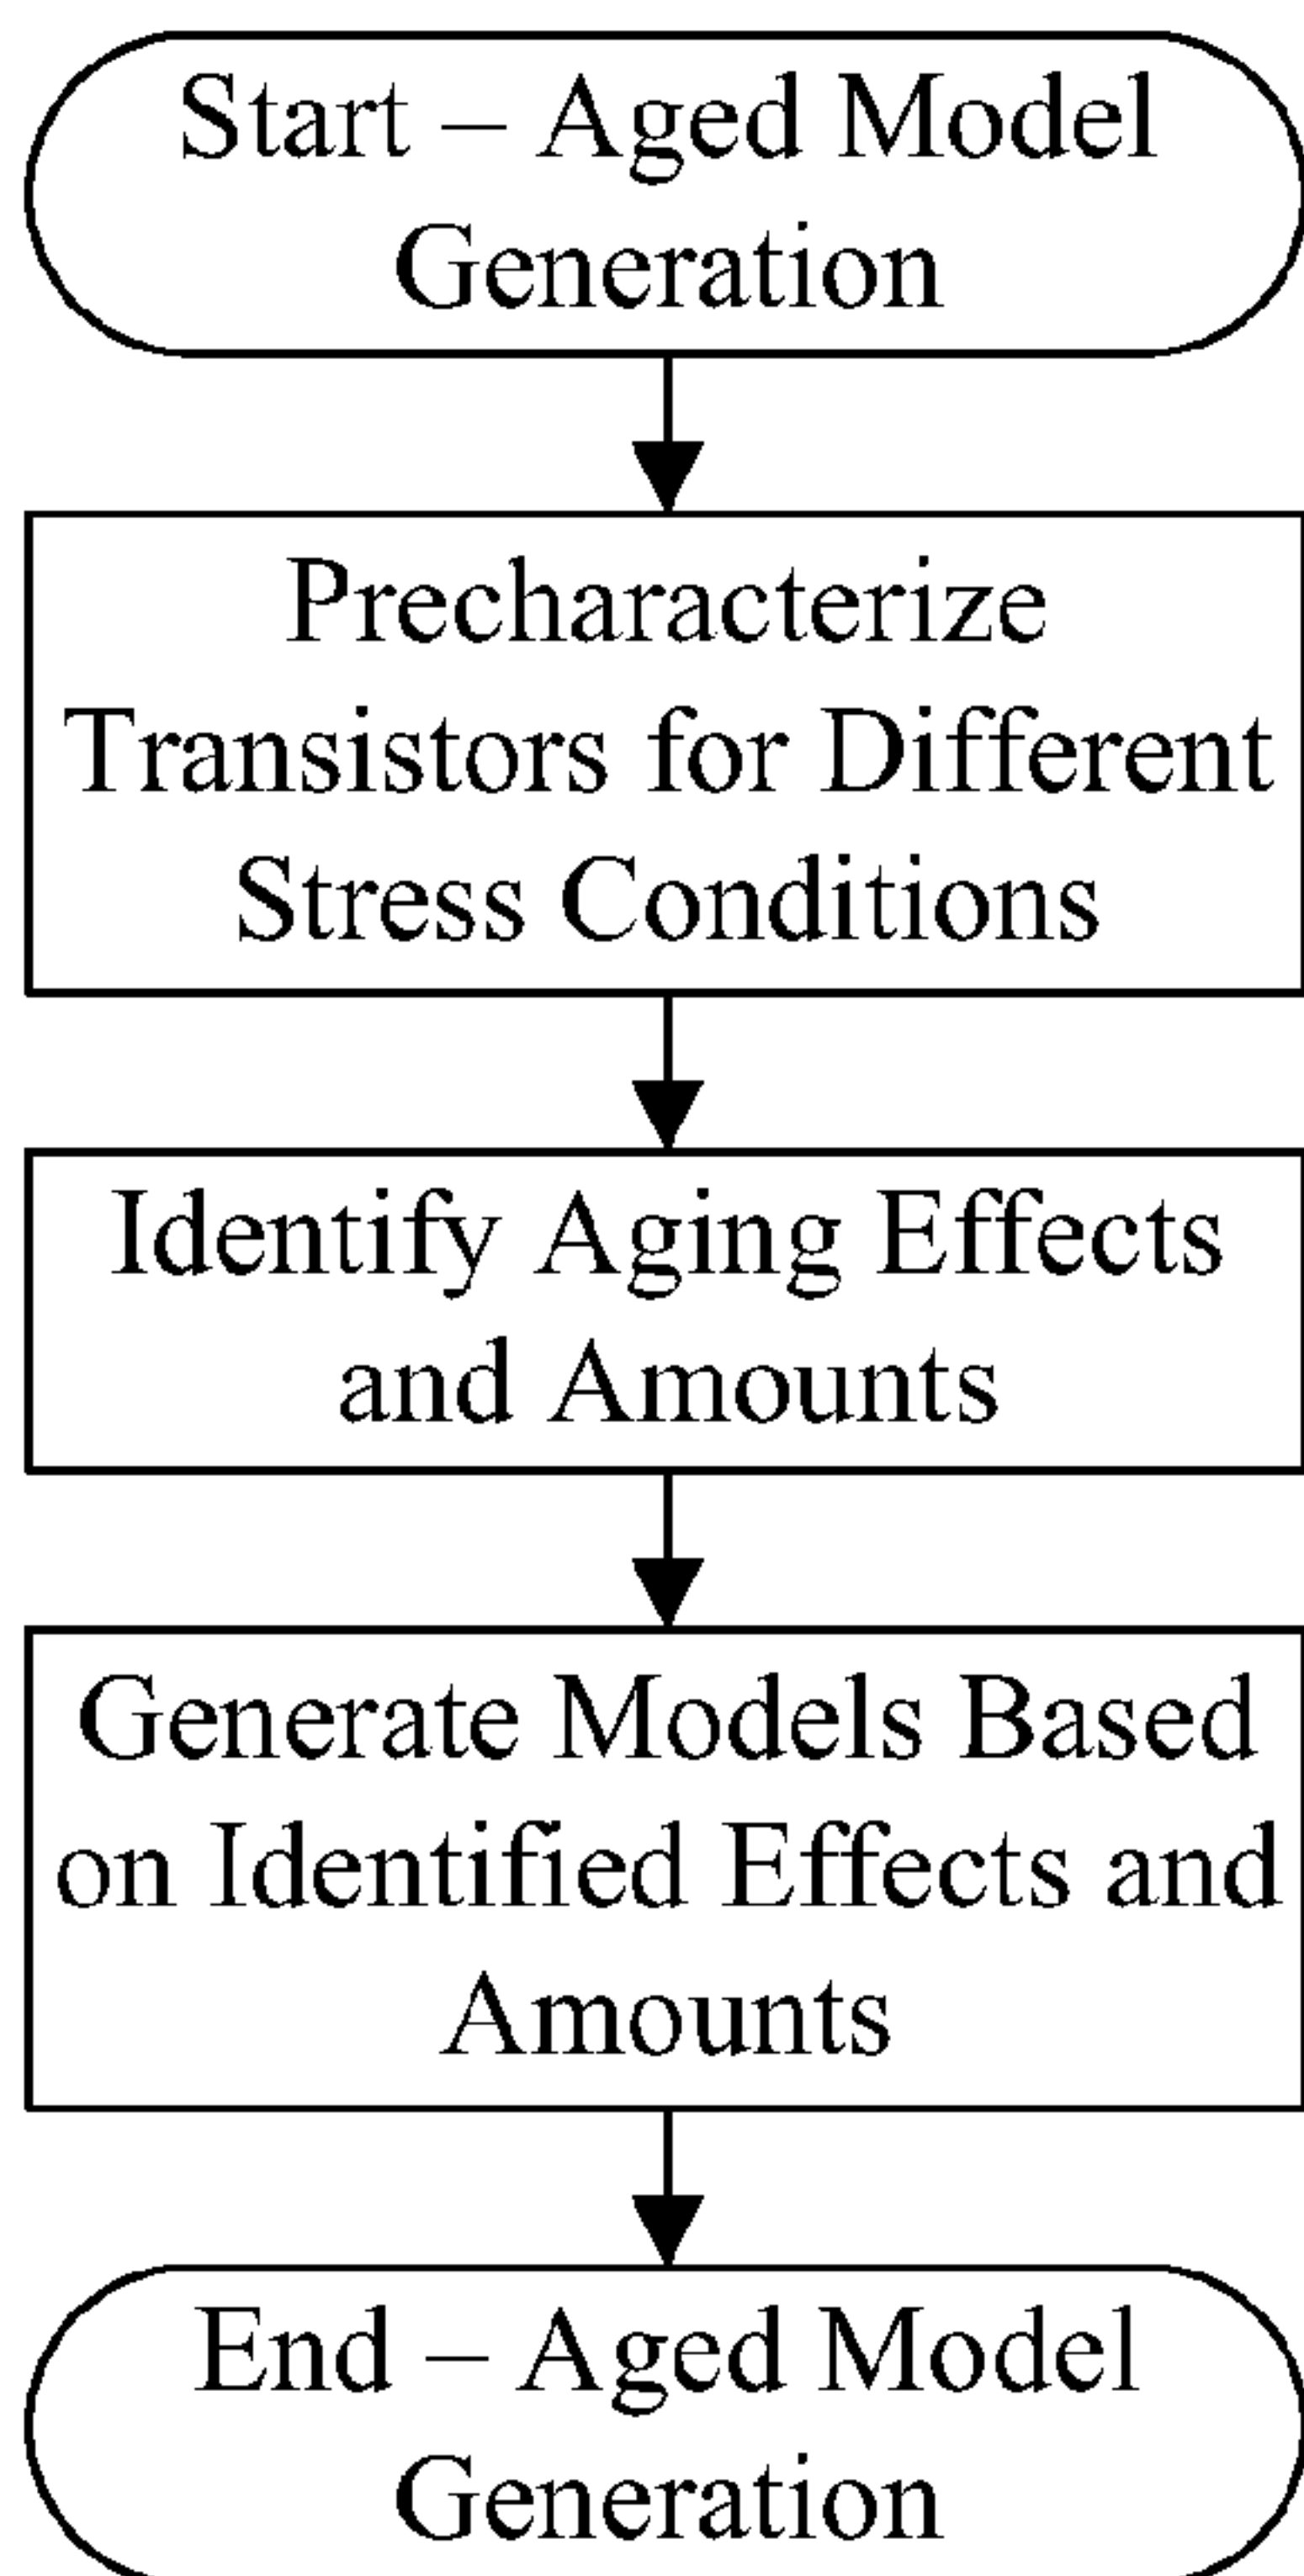 Start – Aged Model
Generation
Precharacterize
Transistors for Different
Stress Conditions
Identify Aging Effects
and Amounts
Generate Models Based
on Identified Effects and
Amounts
End – Aged Model
Generation